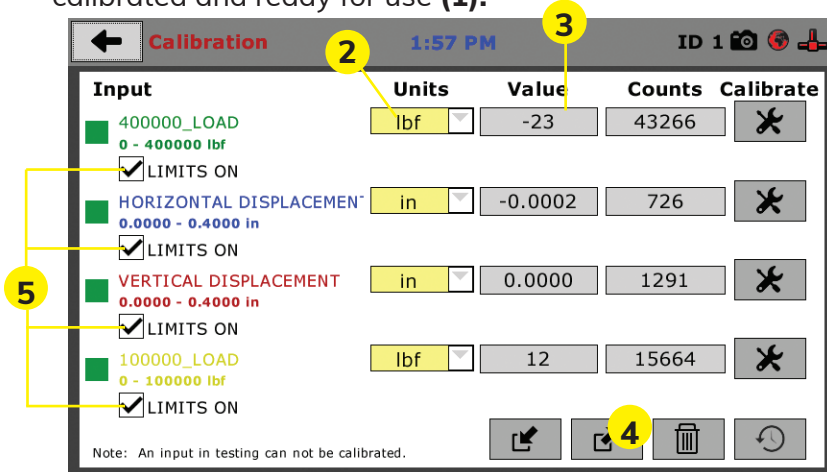 calibrated and ready for use (1).
Calibration 1:57 PM ID 1
2
3
Input Units Value Counts Calibrate
400000_LOAD lbf -23 43266
0 - 400000 lbf
LIMITS ON
HORIZONTAL DISPLACEMEN in -0.0002 726
0.0000 - 0.4000 in
LIMITS ON
5
VERTICAL DISPLACEMENT in 0.0000 1291
0.0000 - 0.4000 in
LIMITS ON
100000_LOAD lbf 12 15664
0 - 100000 lbf
LIMITS ON
4
Note: An input in testing can not be calibrated.